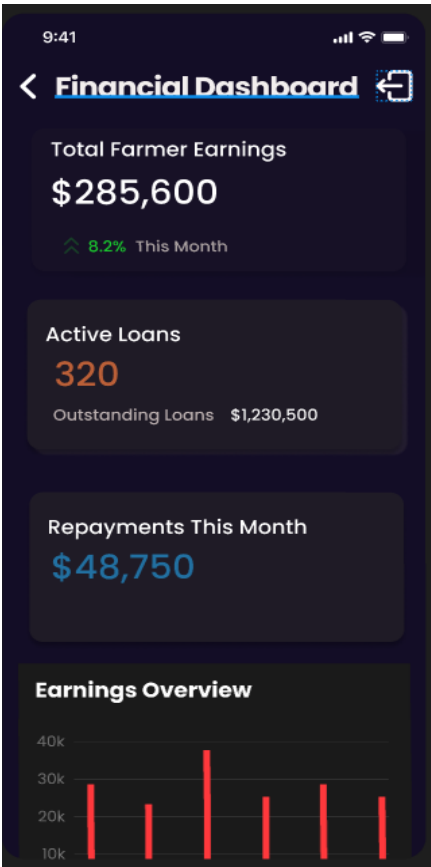 9:41
Financial Dashboard
Total Farmer Earnings
$285,600
8.2% This Month
Active Loans
320
Outstanding Loans $1,230,500
Repayments This Month
$48,750
Earnings Overview
40k
30k
20k
10k